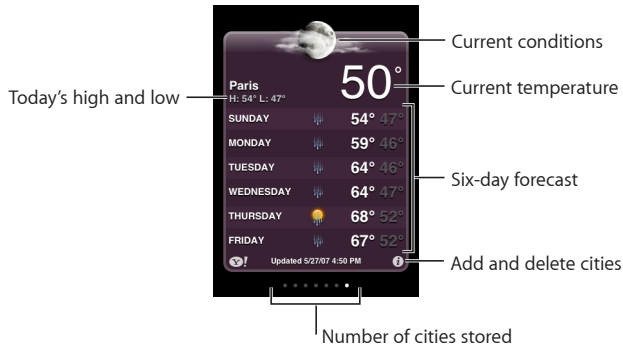 Current conditions
50°
Current temperature
Paris
H: 54° L: 47°
Today's high and low
SUNDAY 54° 47°
MONDAY 59° 46°
TUESDAY 64° 46°
WEDNESDAY 64° 47°
THURSDAY 68° 52°
FRIDAY 67° 52°
Six-day forecast
Y! Updated 5/27/07 4:50 PM i
Add and delete cities
Number of cities stored